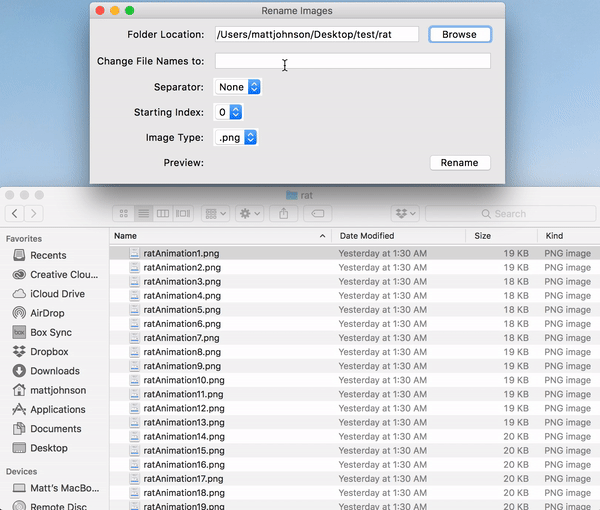 Rename Images
Folder Location: /Users/mattjohnson/Desktop/test/rat Browse
Change File Names to:
Separator: None
Starting Index: 0
Image Type: .png
Preview: Rename
rat
Search
Favorites Name Date Modified Size Kind
Recents ratAnimation1.png Yesterday at 1:30 AM 19 KB PNG image
ratAnimation2.png Yesterday at 1:30 AM 19 KB PNG image
Creative Clou... ratAnimation3.png Yesterday at 1:30 AM 19 KB PNG image
iCloud Drive ratAnimation4.png Yesterday at 1:30 AM 18 KB PNG image
AirDrop ratAnimation5.png Yesterday at 1:30 AM 18 KB PNG image
box Box Sync ratAnimation6.png Yesterday at 1:30 AM 18 KB PNG image
ratAnimation7.png Yesterday at 1:30 AM 18 KB PNG image
Dropbox ratAnimation8.png Yesterday at 1:30 AM 19 KB PNG image
Downloads ratAnimation9.png Yesterday at 1:30 AM 19 KB PNG image
mattjohnson ratAnimation10.png Yesterday at 1:30 AM 19 KB PNG image
ratAnimation11.png Yesterday at 1:30 AM 19 KB PNG image
Applications ratAnimation12.png Yesterday at 1:30 AM 19 KB PNG image
Documents ratAnimation13.png Yesterday at 1:30 AM 19 KB PNG image
ratAnimation14.png Yesterday at 1:30 AM 20 KB PNG image
Desktop ratAnimation15.png Yesterday at 1:30 AM 20 KB PNG image
Devices ratAnimation16.png Yesterday at 1:30 AM 20 KB PNG image
ratAnimation17.png Yesterday at 1:30 AM 20 KB PNG image
Matt's MacBo... ratAnimation18.png Yesterday at 1:30 AM 20 KB PNG image
Remote Disc ratAnimation19.png Yesterday at 1:30 AM 20 KB PNG image